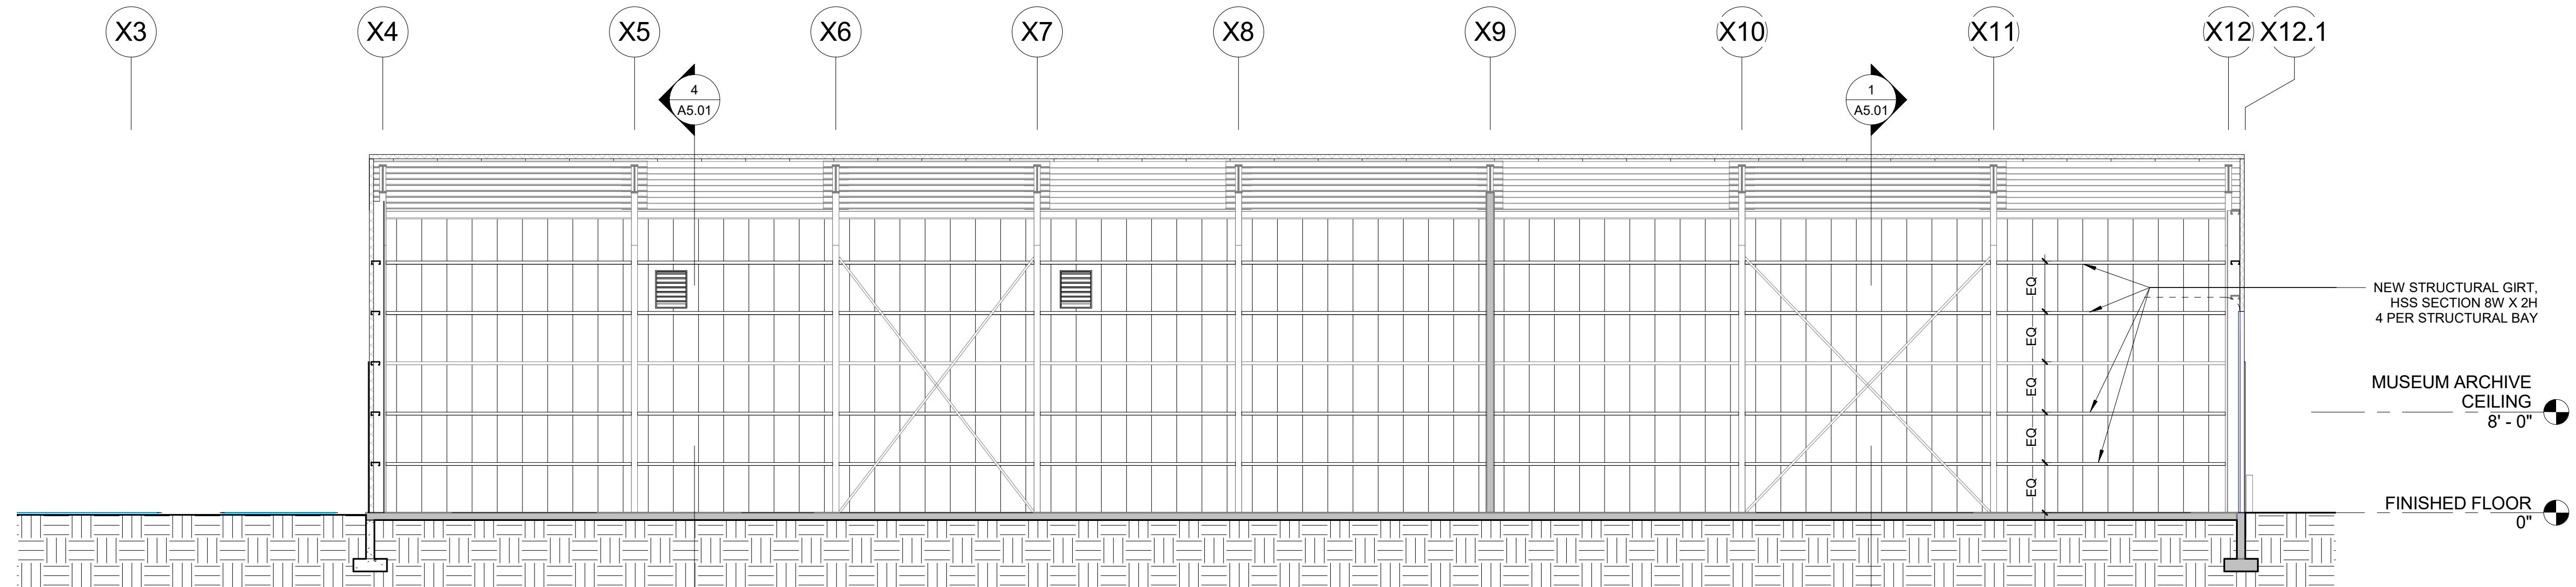 X3
X4
X5
X6
X7
X8
X9
X10
X11
X12
X12.1
4
A5.01
1
A5.01
EQ
EQ
EQ
EQ
EQ
NEW STRUCTURAL GIRT,
HSS SECTION 8W X 2H
4 PER STRUCTURAL BAY
MUSEUM ARCHIVE
CEILING
8' - 0"
FINISHED FLOOR
0"